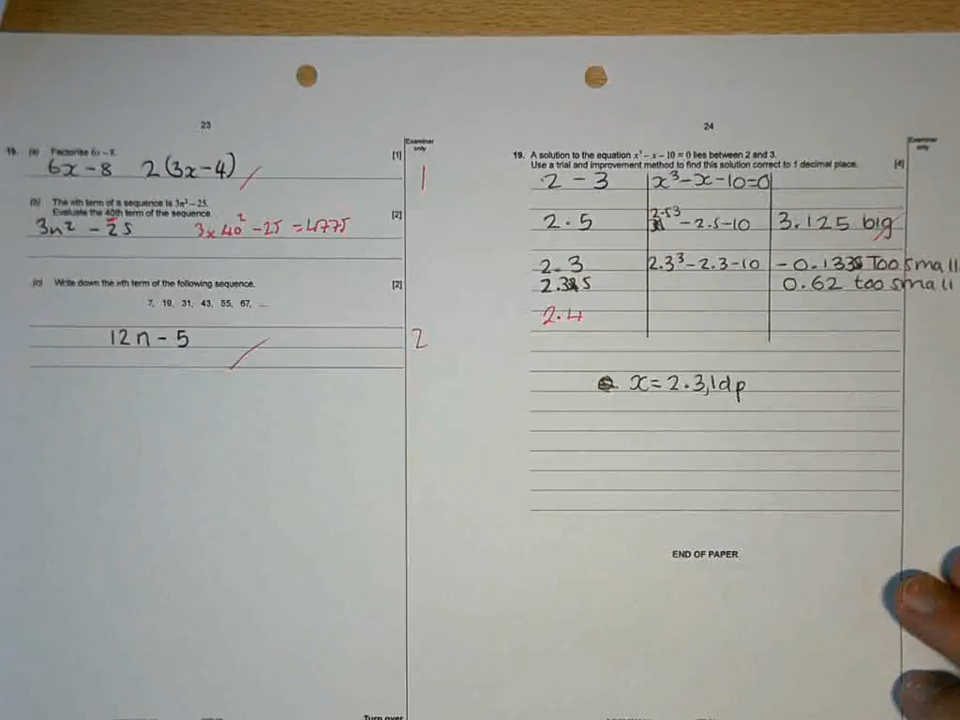 23
Examiner only
18. (a) Factorise 6x − 8.
[1]
6x − 8 2(3x − 4)
1
(b) The nth term of a sequence is 3n² − 25.
Evaluate the 40th term of the sequence.
[2]
3n² − 25 3×40² − 25 = 4775
(c) Write down the nth term of the following sequence.
[2]
7, 19, 31, 43, 55, 67, ...
12n − 5
2
Turn over
24
Examiner only
19. A solution to the equation x³ − x − 10 = 0 lies between 2 and 3.
Use a trial and improvement method to find this solution correct to 1 decimal place.
[4]
2 − 3 x³ − x − 10 = 0
2.5 2.5³ − 2.5 − 10 3.125 big
2.3 2.3³ − 2.3 − 10 − 0.133 Too small
2.35 0.62 too small
2.4
x = 2.3, 1dp
END OF PAPER